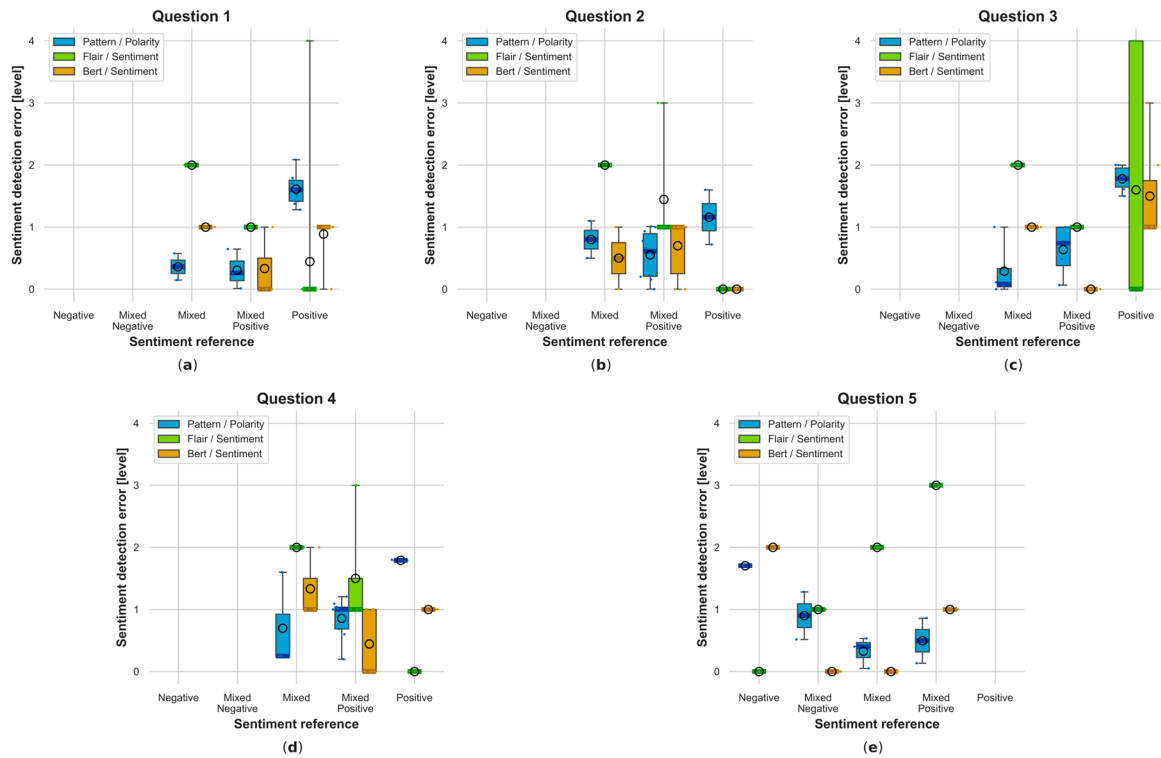 Question 1
Sentiment detection error [level]
4
3
2
1
0
Pattern / Polarity
Flair / Sentiment
Bert / Sentiment
Negative
Mixed
Negative
Mixed
Mixed
Positive
Positive
Sentiment reference
(a)
Question 2
Sentiment detection error [level]
4
3
2
1
0
Pattern / Polarity
Flair / Sentiment
Bert / Sentiment
Negative
Mixed
Negative
Mixed
Mixed
Positive
Positive
Sentiment reference
(b)
Question 3
Sentiment detection error [level]
4
3
2
1
0
Pattern / Polarity
Flair / Sentiment
Bert / Sentiment
Negative
Mixed
Negative
Mixed
Mixed
Positive
Positive
Sentiment reference
(c)
Question 4
Sentiment detection error [level]
4
3
2
1
0
Pattern / Polarity
Flair / Sentiment
Bert / Sentiment
Negative
Mixed
Negative
Mixed
Mixed
Positive
Positive
Sentiment reference
(d)
Question 5
Sentiment detection error [level]
4
3
2
1
0
Pattern / Polarity
Flair / Sentiment
Bert / Sentiment
Negative
Mixed
Negative
Mixed
Mixed
Positive
Positive
Sentiment reference
(e)